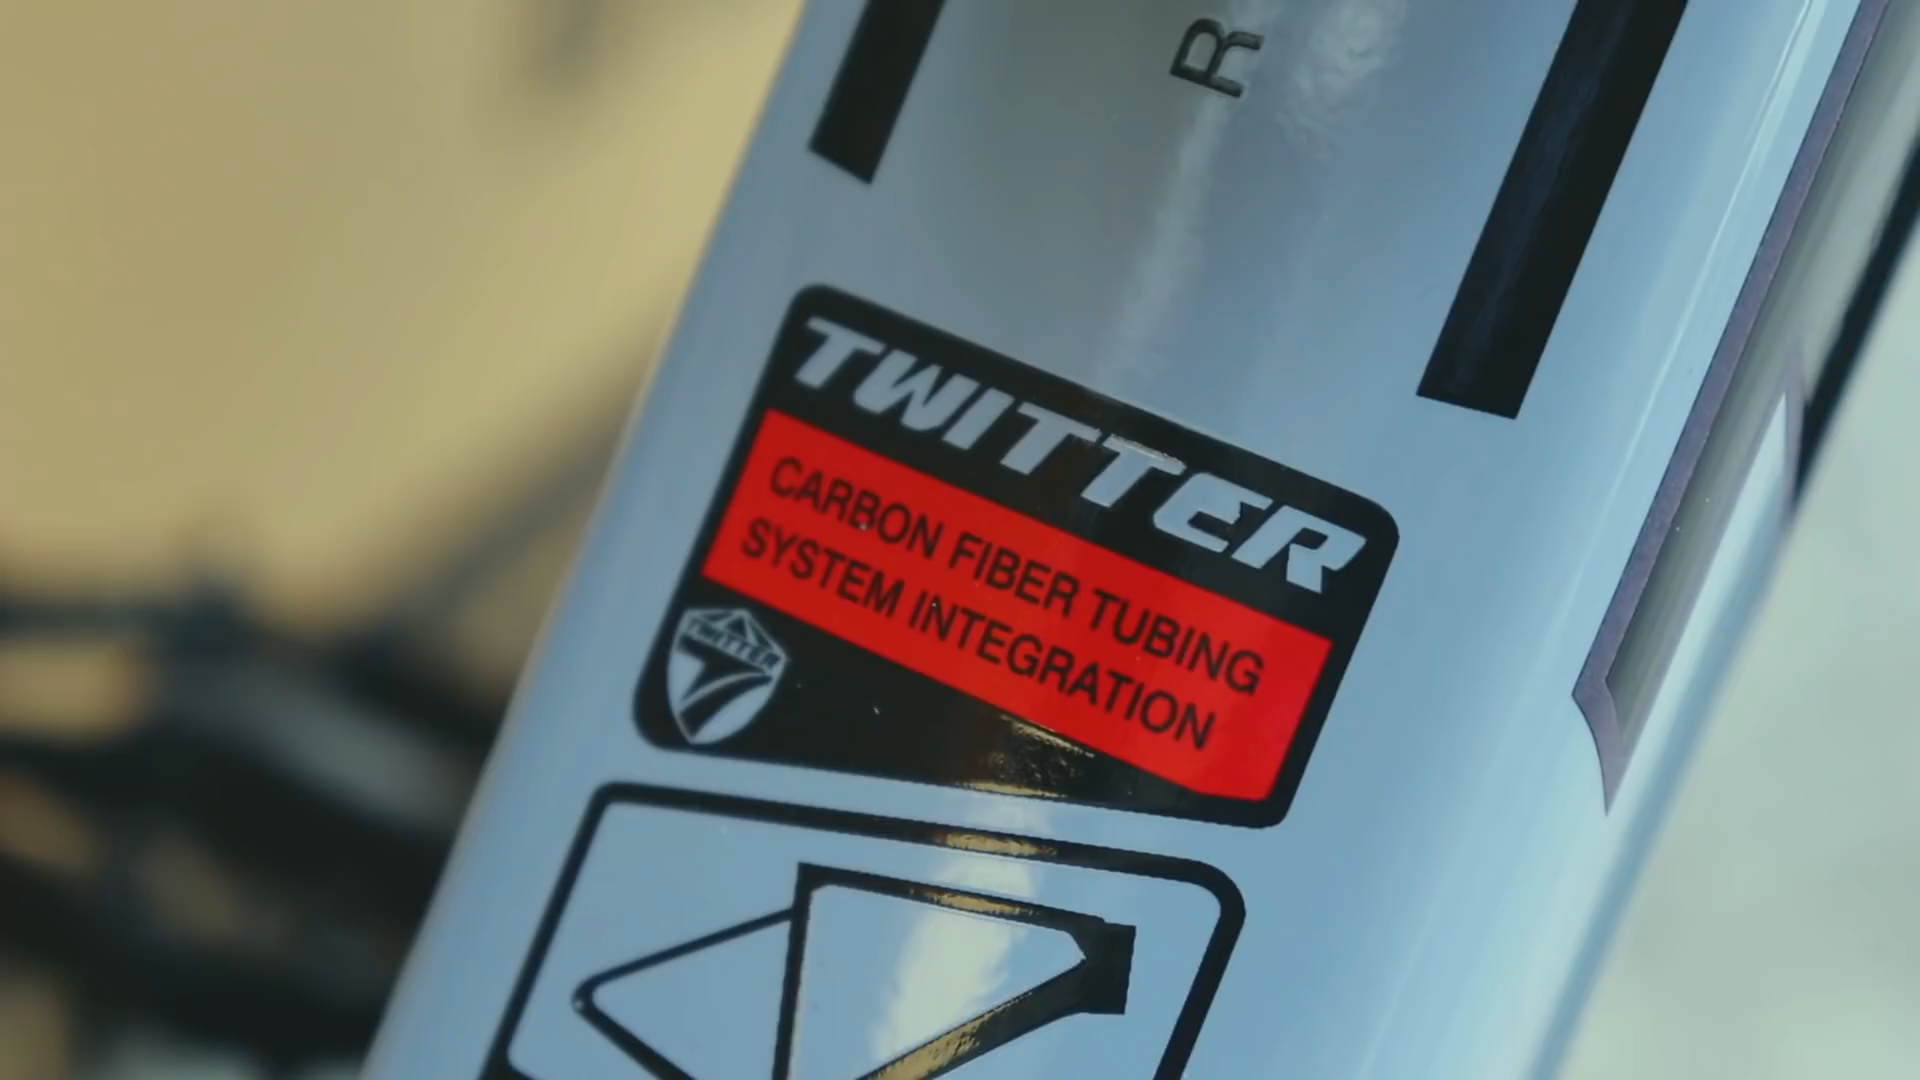 R
TWITTER
CARBON FIBER TUBING
SYSTEM INTEGRATION
TWITTER